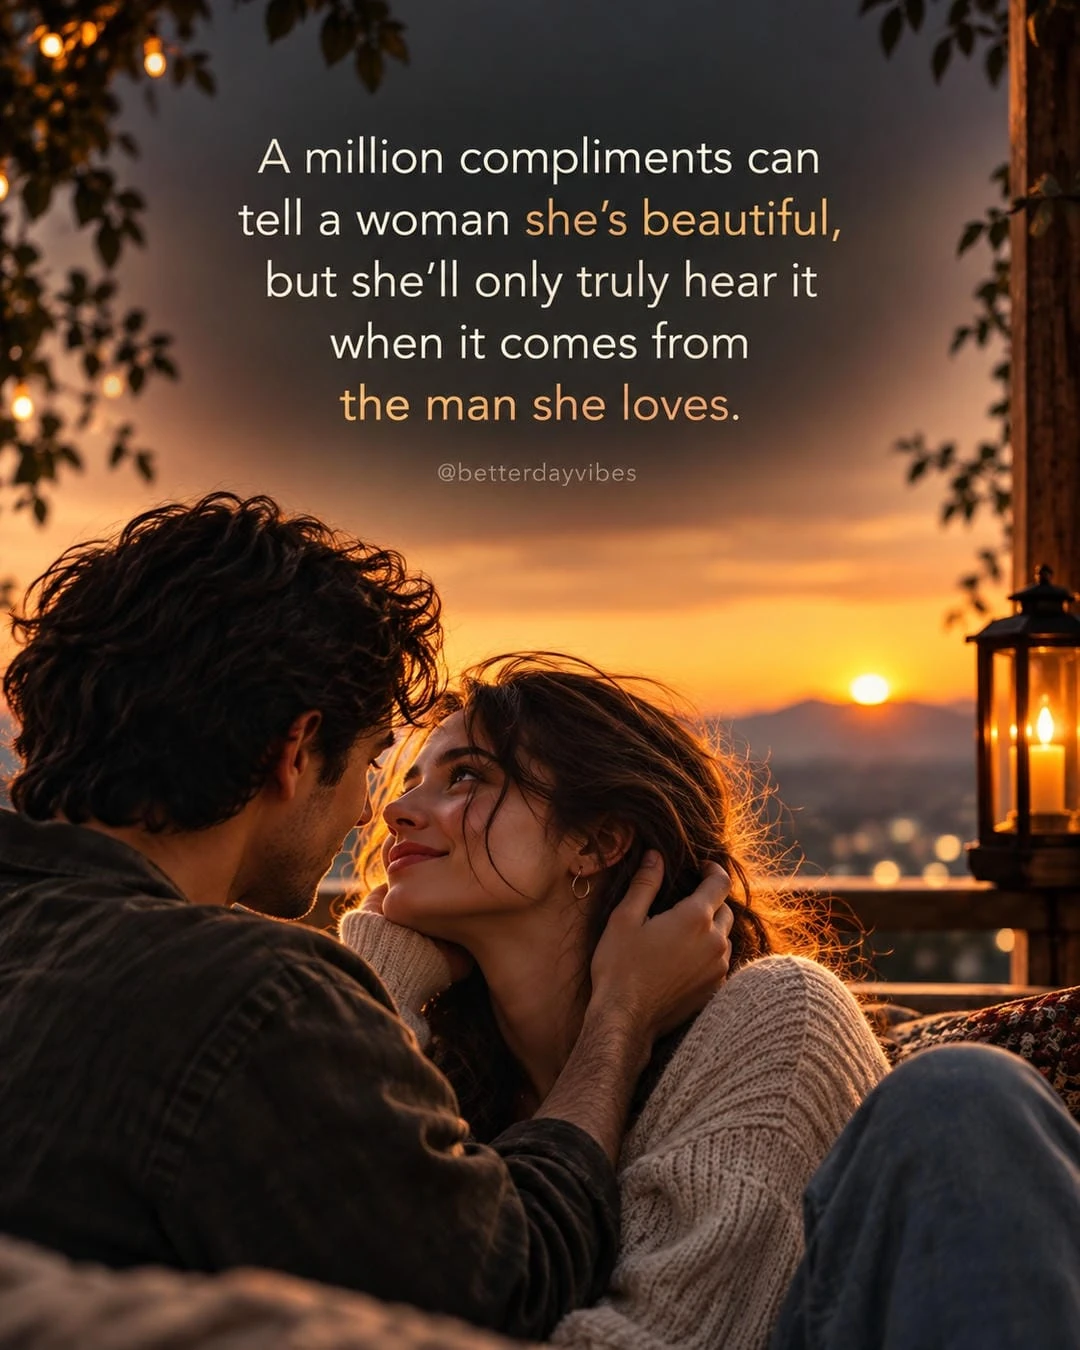 A million compliments can
tell a woman she’s beautiful,
but she’ll only truly hear it
when it comes from
the man she loves.
@betterdayvibes